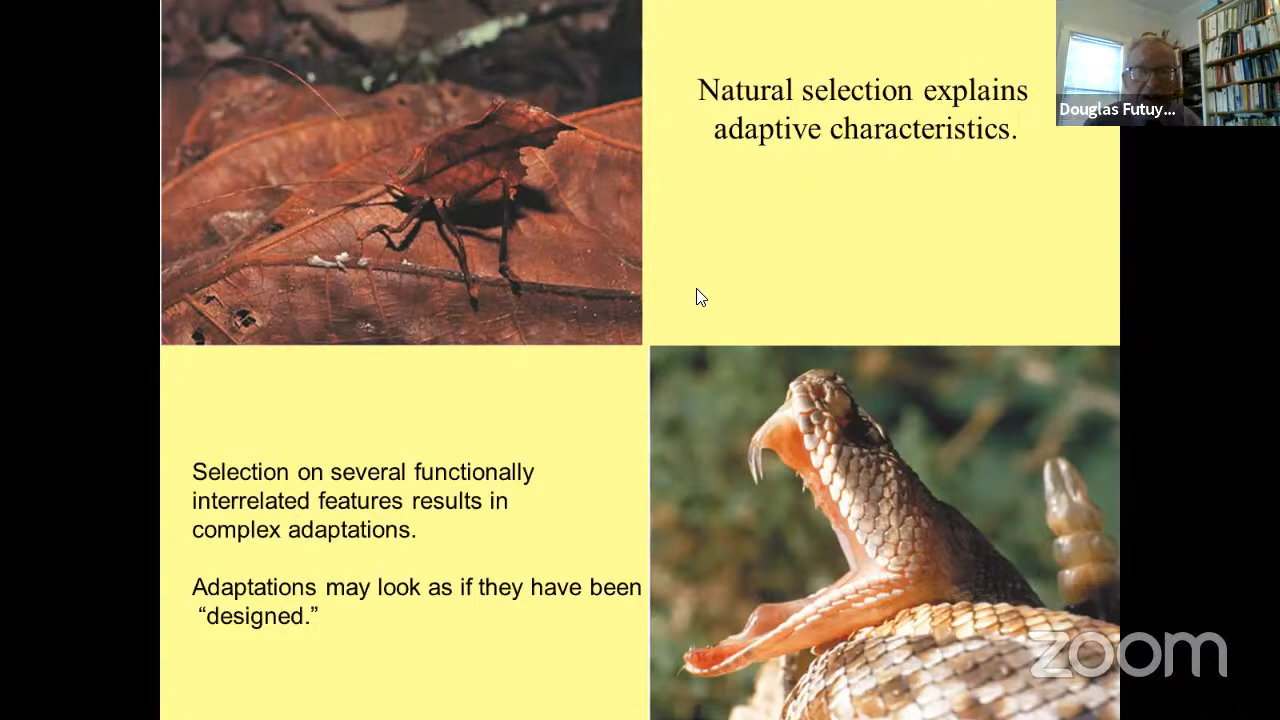 Natural selection explains
adaptive characteristics.
Douglas Futuy...
Selection on several functionally
interrelated features results in
complex adaptations.
Adaptations may look as if they have been
“designed.”
zoom